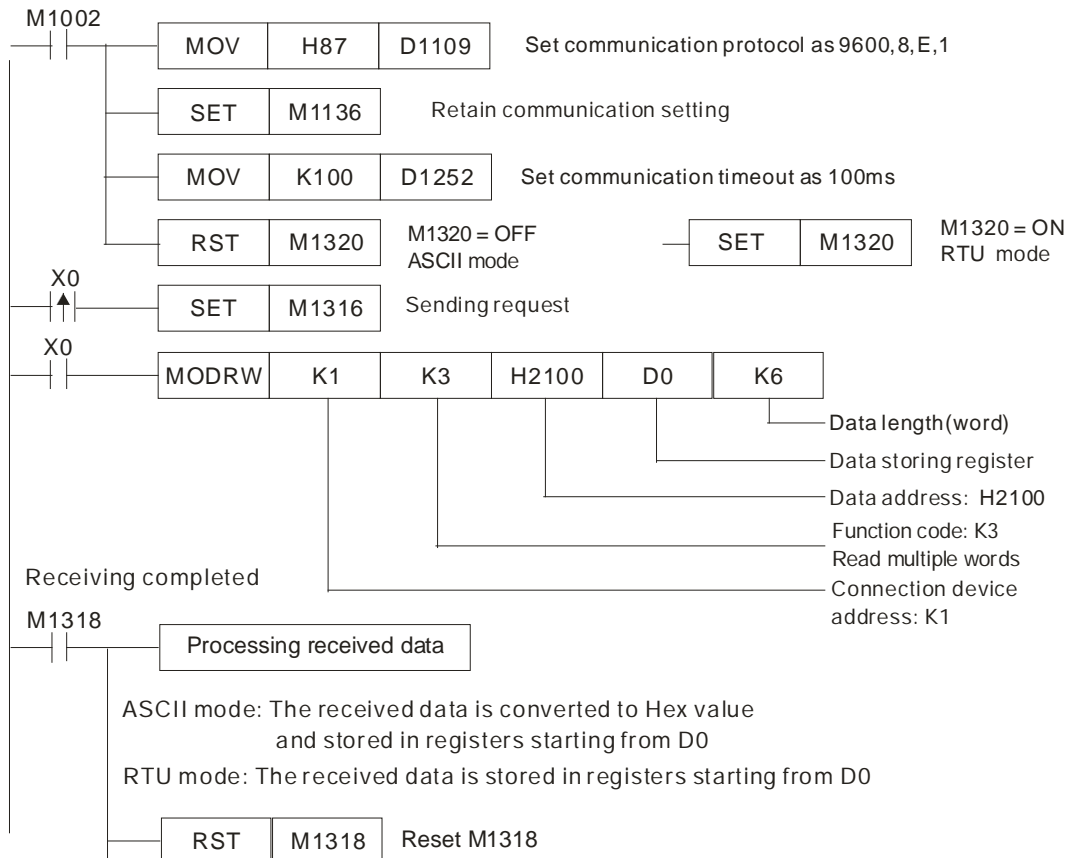 M1002
MOV H87 D1109 Set communication protocol as 9600,8,E,1
SET M1136 Retain communication setting
MOV K100 D1252 Set communication timeout as 100ms
RST M1320 M1320 = OFF
ASCII mode
SET M1320 M1320 = ON
RTU mode
X0
SET M1316 Sending request
X0
MODRW K1 K3 H2100 D0 K6
Data length(word)
Data storing register
Data address: H2100
Function code: K3
Read multiple words
Connection device
address: K1
Receiving completed
M1318
Processing received data
ASCII mode: The received data is converted to Hex value
and stored in registers starting from D0
RTU mode: The received data is stored in registers starting from D0
RST M1318 Reset M1318